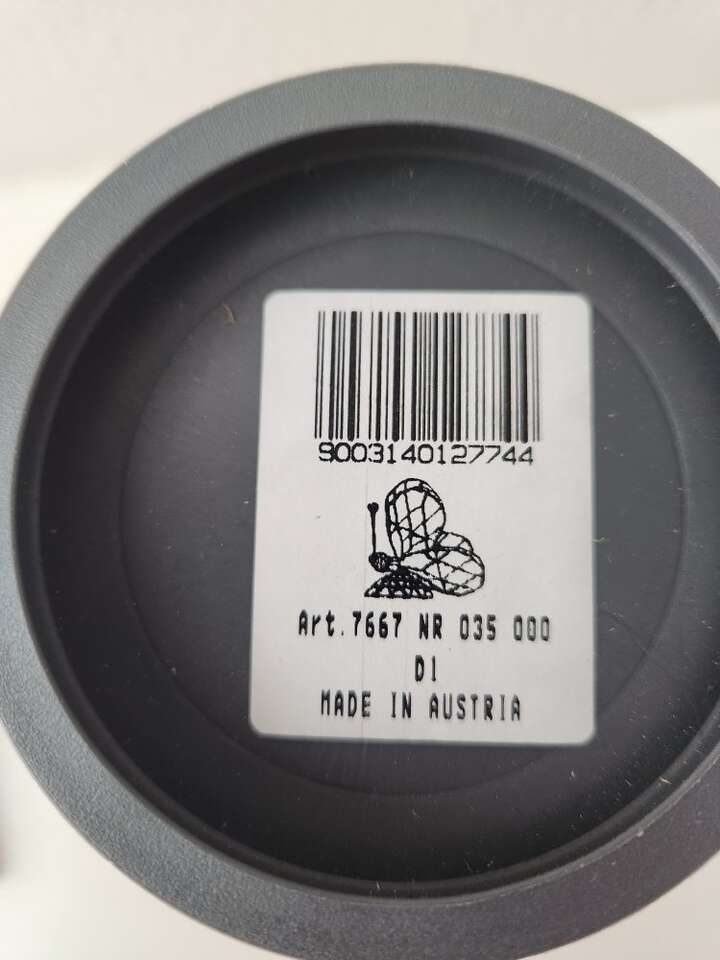 9003140127744
Art.7667 NR 035 000
D1
MADE IN AUSTRIA